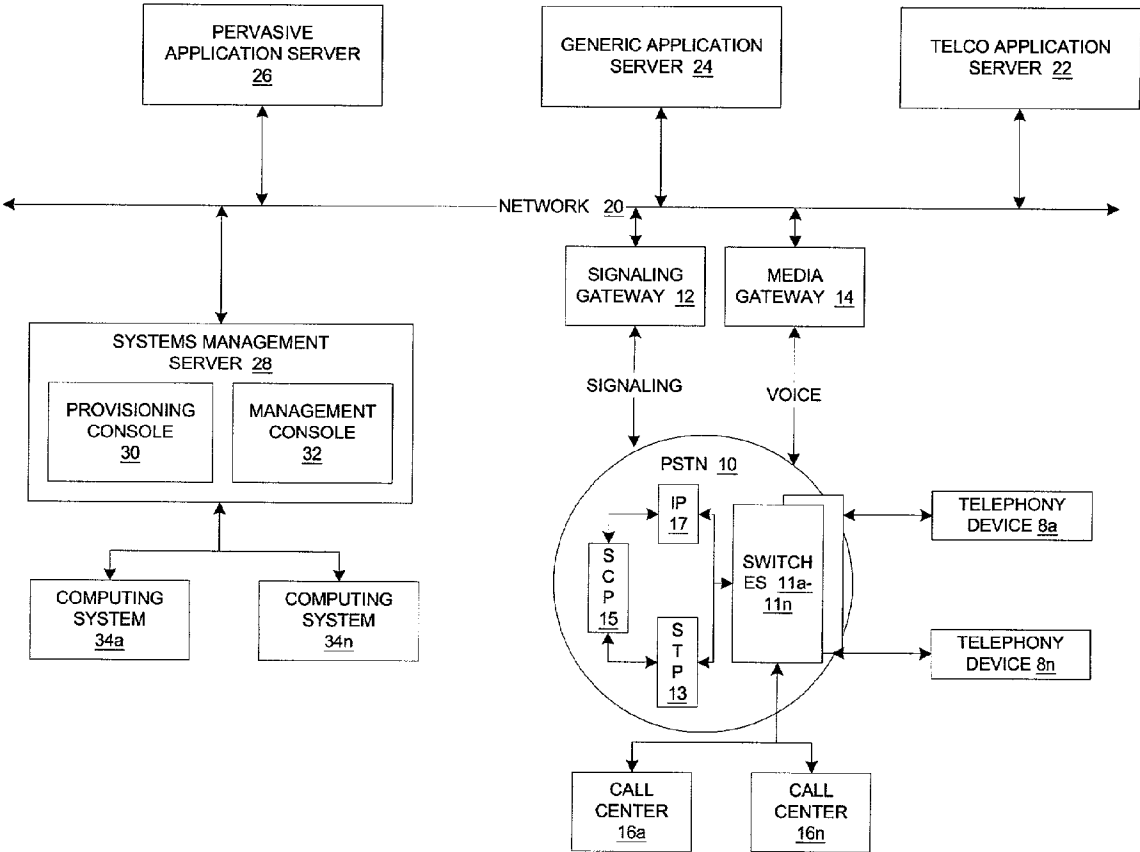 PERVASIVE
APPLICATION SERVER
26
GENERIC APPLICATION
SERVER 24
TELCO APPLICATION
SERVER 22
NETWORK 20
SIGNALING
GATEWAY 12
MEDIA
GATEWAY 14
SYSTEMS MANAGEMENT
SERVER 28
PROVISIONING
CONSOLE
30
MANAGEMENT
CONSOLE
32
SIGNALING
VOICE
PSTN 10
IP
17
S
C
P
15
S
T
P
13
SWITCH
ES 11a-
11n
TELEPHONY
DEVICE 8a
TELEPHONY
DEVICE 8n
COMPUTING
SYSTEM
34a
COMPUTING
SYSTEM
34n
CALL
CENTER
16a
CALL
CENTER
16n